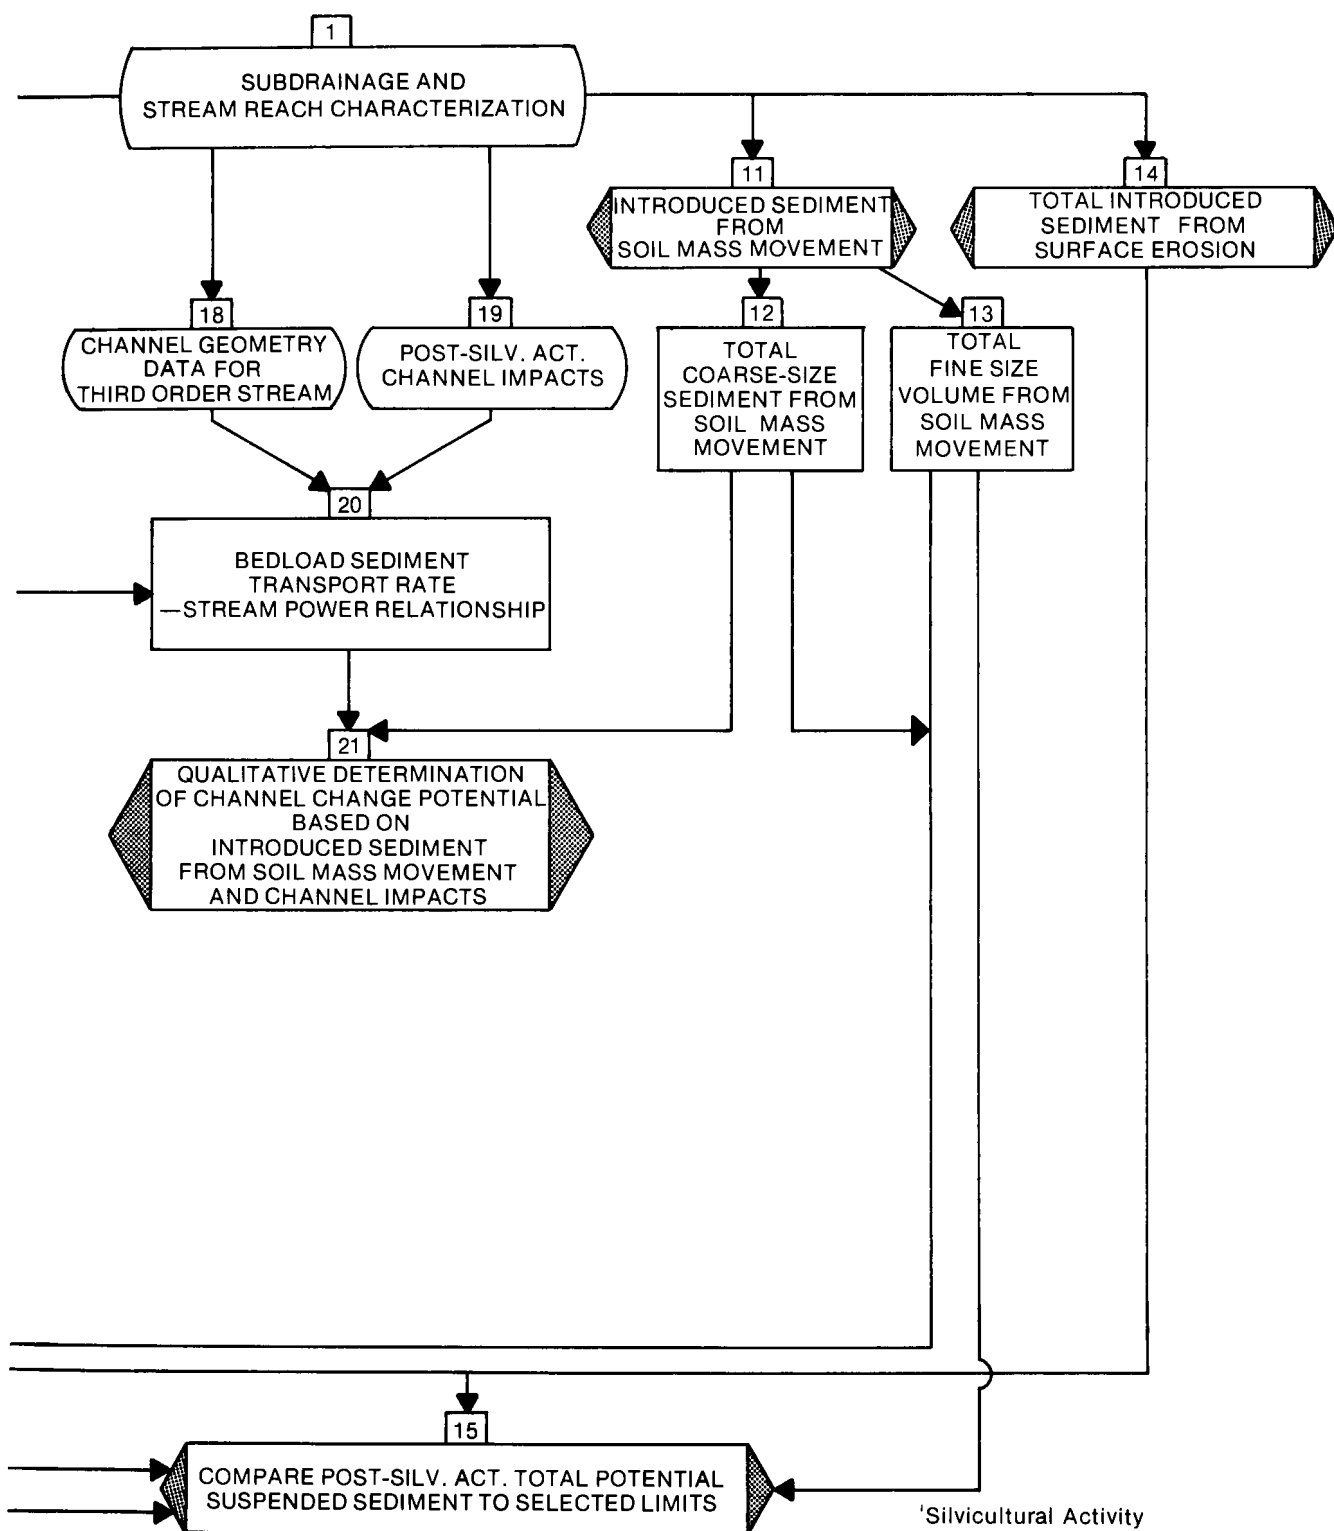 1
SUBDRAINAGE AND
STREAM REACH CHARACTERIZATION
11
INTRODUCED SEDIMENT
FROM
SOIL MASS MOVEMENT
14
TOTAL INTRODUCED
SEDIMENT FROM
SURFACE EROSION
18
CHANNEL GEOMETRY
DATA FOR
THIRD ORDER STREAM
19
POST-SILV. ACT.
CHANNEL IMPACTS
12
TOTAL
COARSE-SIZE
SEDIMENT FROM
SOIL MASS
MOVEMENT
13
TOTAL
FINE SIZE
VOLUME FROM
SOIL MASS
MOVEMENT
20
BEDLOAD SEDIMENT
TRANSPORT RATE
—STREAM POWER RELATIONSHIP
21
QUALITATIVE DETERMINATION
OF CHANNEL CHANGE POTENTIAL
BASED ON
INTRODUCED SEDIMENT
FROM SOIL MASS MOVEMENT
AND CHANNEL IMPACTS
15
COMPARE POST-SILV. ACT. TOTAL POTENTIAL
SUSPENDED SEDIMENT TO SELECTED LIMITS
¹Silvicultural Activity